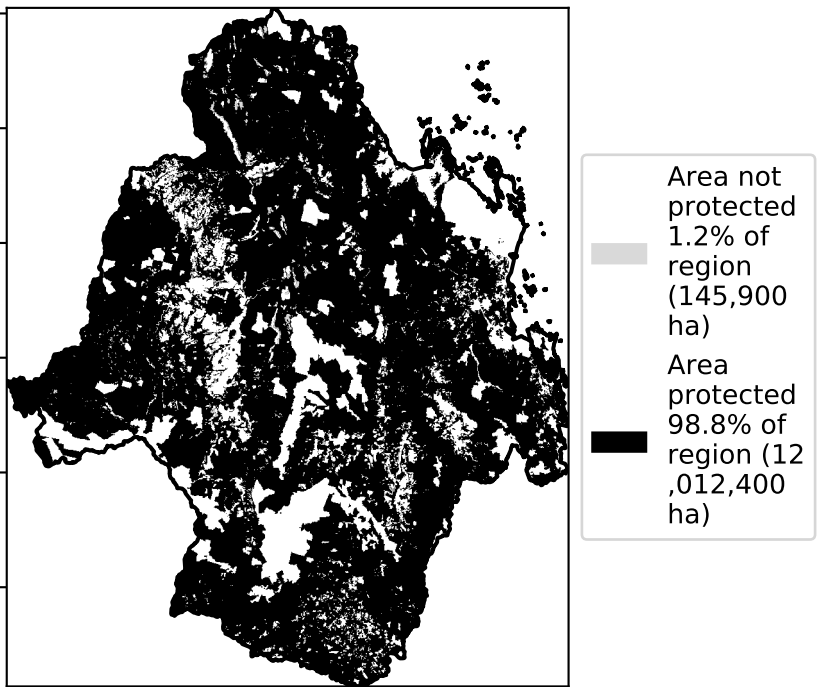 Area not
protected
1.2% of
region
(145,900
ha)
Area
protected
98.8% of
region (12
,012,400
ha)